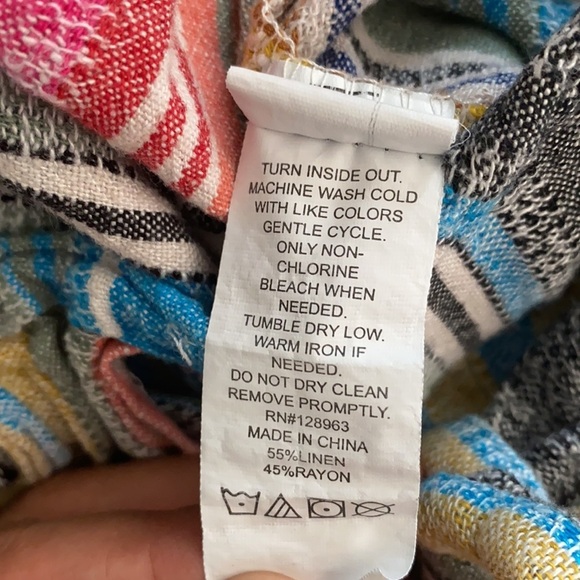 TURN INSIDE OUT.
MACHINE WASH COLD
WITH LIKE COLORS
GENTLE CYCLE.
ONLY NON-
CHLORINE
BLEACH WHEN
NEEDED.
TUMBLE DRY LOW.
WARM IRON IF
NEEDED.
DO NOT DRY CLEAN
REMOVE PROMPTLY.
RN#128963
MADE IN CHINA
55%LINEN
45%RAYON